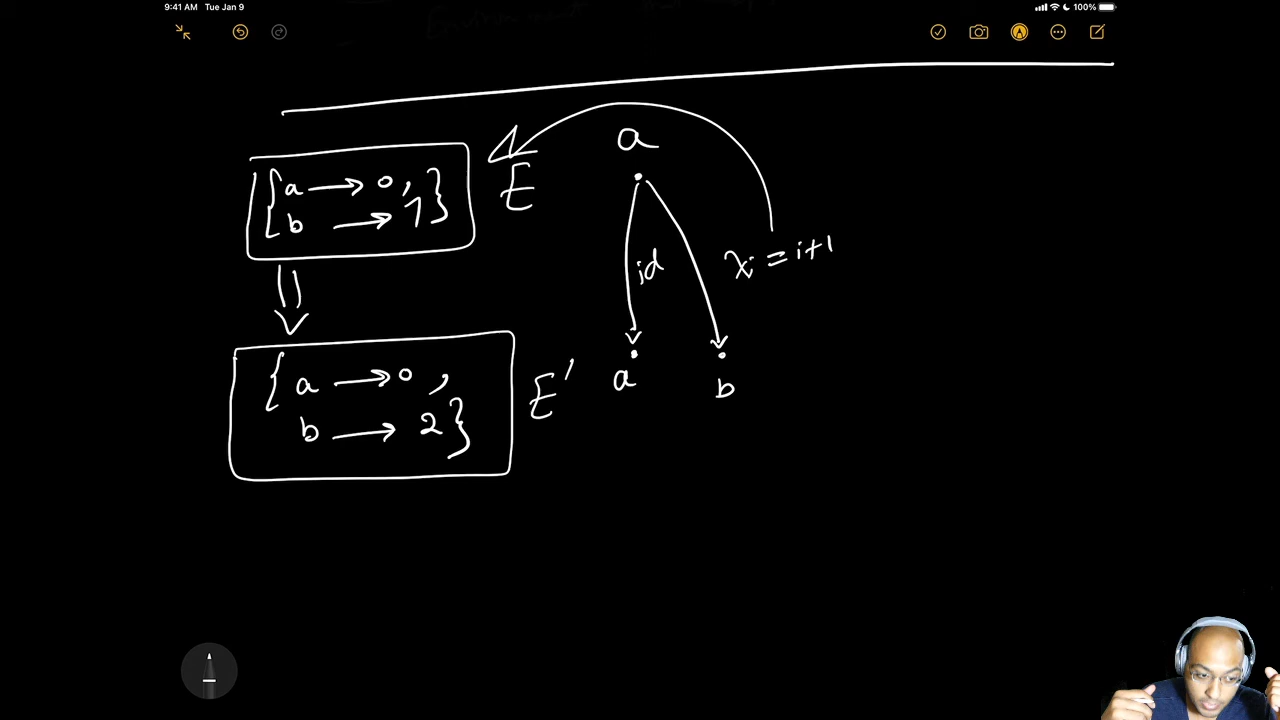 9:41 AM Tue Jan 9
100%
{a → 0,
b → 1}
E
{a → 0,
b → 2}
E'
a
id
x = i+1
a
b